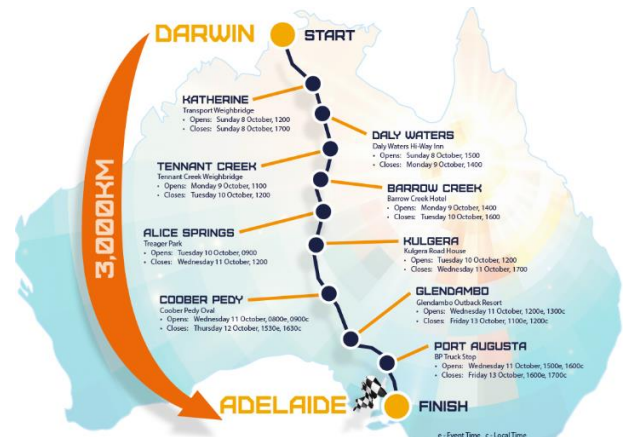 DARWIN
START
KATHERINE
Transport Weighbridge
• Opens: Sunday 8 October, 1200
• Closes: Sunday 8 October, 1700
DALY WATERS
Daly Waters Hi-Way Inn
• Opens: Sunday 8 October, 1500
• Closes: Monday 9 October, 1400
TENNANT CREEK
Tennant Creek Weighbridge
• Opens: Monday 9 October, 1100
• Closes: Tuesday 10 October, 1200
BARROW CREEK
Barrow Creek Hotel
• Opens: Monday 9 October, 1400
• Closes: Tuesday 10 October, 1600
3,000KM
ALICE SPRINGS
Treager Park
• Opens: Tuesday 10 October, 0900
• Closes: Wednesday 11 October, 1200
KULGERA
Kulgera Road House
• Opens: Tuesday 10 October, 1200
• Closes: Wednesday 11 October, 1700
COOBER PEDY
Coober Pedy Oval
• Opens: Wednesday 11 October, 0800e, 0900c
• Closes: Thursday 12 October, 1530e, 1630c
GLENDAMBO
Glendambo Outback Resort
• Opens: Wednesday 11 October, 1200e, 1300c
• Closes: Friday 13 October, 1100e, 1200c
PORT AUGUSTA
BP Truck Stop
• Opens: Wednesday 11 October, 1500e, 1600c
• Closes: Friday 13 October, 1600e, 1700c
ADELAIDE
FINISH
e - Event Time c - Local Time